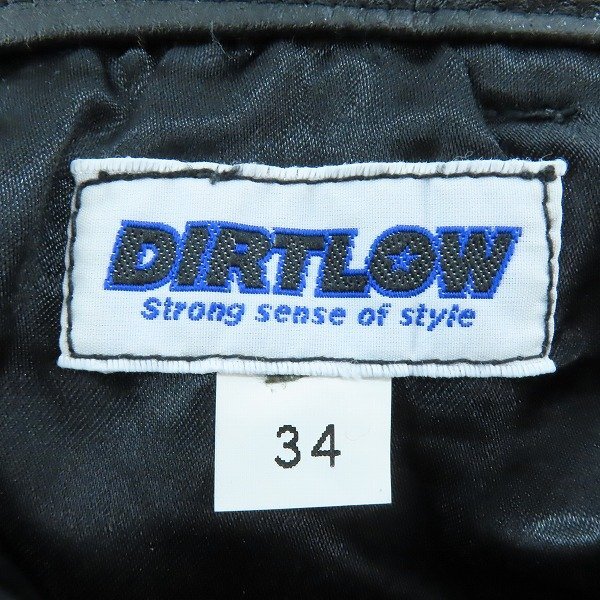 DIRTLOW
Strong sense of style
34